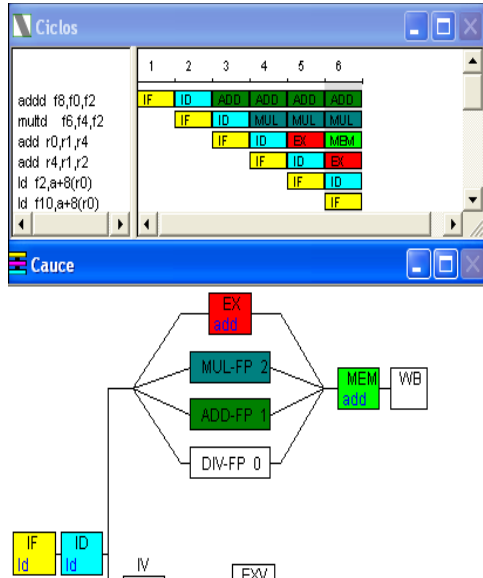 Ciclos
1 2 3 4 5 6
addd f8,f0,f2 IF ID ADD ADD ADD ADD
multd f6,f4,f2 IF ID MUL MUL MUL
add r0,r1,r4 IF ID EX MEM
add r4,r1,r2 IF ID EX
ld f2,a+8(r0) IF ID
ld f10,a+8(r0) IF
Cauce
EX
add
MUL-FP 2
MEM WB
add
ADD-FP 1
DIV-FP 0
IF ID
ld ld
IV
EXV